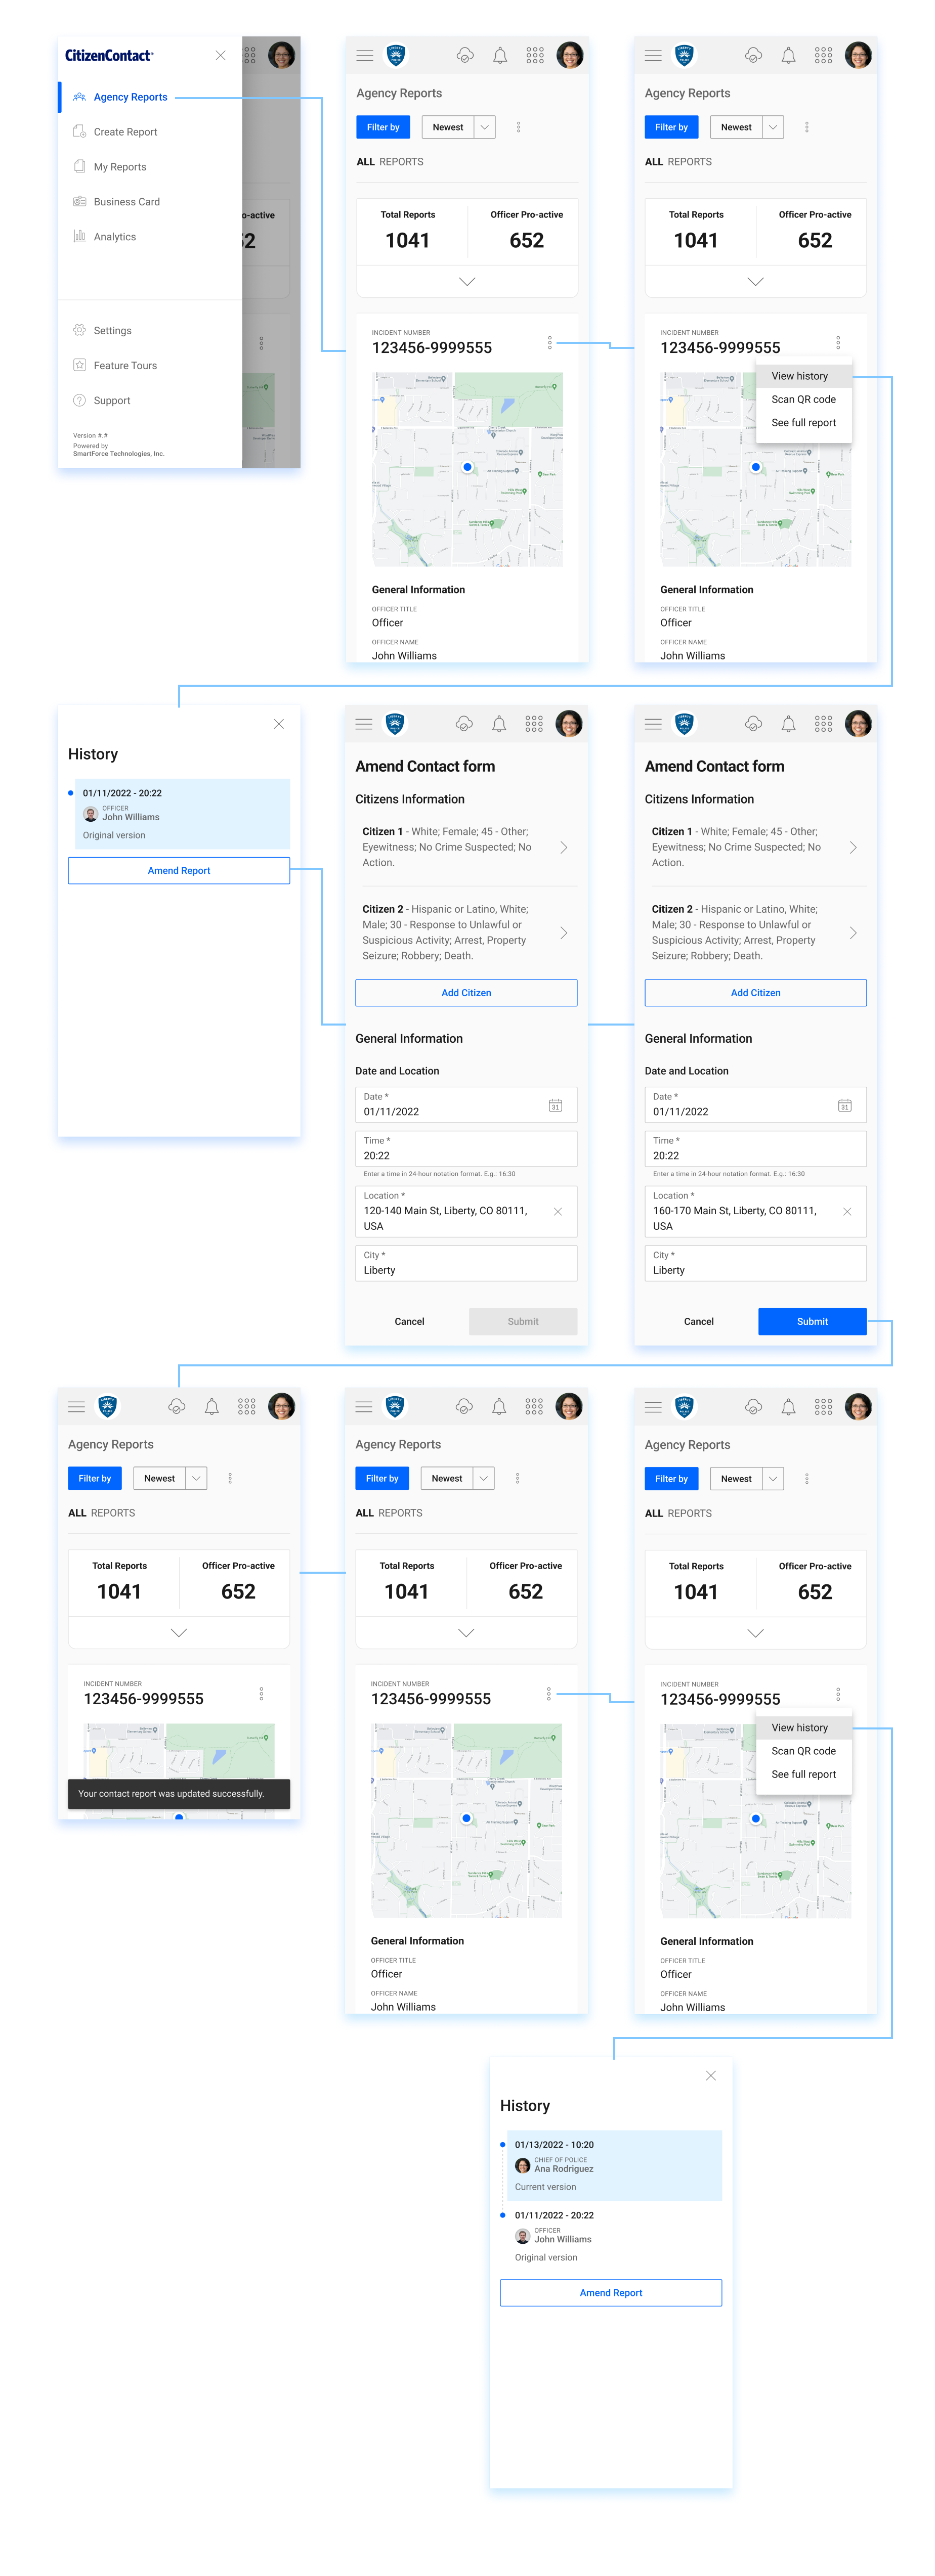 CitizenContact
Agency Reports
Create Report
My Reports
Business Card
Analytics
Settings
Feature Tours
Support
Version #.#
Powered by
SmartForce Technologies, Inc.
o-active
2
Agency Reports
Filter by
Newest
ALL REPORTS
Total Reports
Officer Pro-active
1041
652
INCIDENT NUMBER
123456-9999555
General Information
OFFICER TITLE
Officer
OFFICER NAME
John Williams
Agency Reports
Filter by
Newest
ALL REPORTS
Total Reports
Officer Pro-active
1041
652
INCIDENT NUMBER
123456-9999555
View history
Scan QR code
See full report
General Information
OFFICER TITLE
Officer
OFFICER NAME
John Williams
History
01/11/2022 - 20:22
OFFICER
John Williams
Original version
Amend Report
Amend Contact form
Citizens Information
Citizen 1 - White; Female; 45 - Other;
Eyewitness; No Crime Suspected; No
Action.
Citizen 2 - Hispanic or Latino, White;
Male; 30 - Response to Unlawful or
Suspicious Activity; Arrest, Property
Seizure; Robbery; Death.
Add Citizen
General Information
Date and Location
Date *
01/11/2022
31
Time *
20:22
Enter a time in 24-hour notation format. E.g.: 16:30
Location *
120-140 Main St, Liberty, CO 80111,
USA
City *
Liberty
Cancel
Submit
Amend Contact form
Citizens Information
Citizen 1 - White; Female; 45 - Other;
Eyewitness; No Crime Suspected; No
Action.
Citizen 2 - Hispanic or Latino, White;
Male; 30 - Response to Unlawful or
Suspicious Activity; Arrest, Property
Seizure; Robbery; Death.
Add Citizen
General Information
Date and Location
Date *
01/11/2022
31
Time *
20:22
Enter a time in 24-hour notation format. E.g.: 16:30
Location *
160-170 Main St, Liberty, CO 80111,
USA
City *
Liberty
Cancel
Submit
Agency Reports
Filter by
Newest
ALL REPORTS
Total Reports
Officer Pro-active
1041
652
INCIDENT NUMBER
123456-9999555
Your contact report was updated successfully.
Agency Reports
Filter by
Newest
ALL REPORTS
Total Reports
Officer Pro-active
1041
652
INCIDENT NUMBER
123456-9999555
General Information
OFFICER TITLE
Officer
OFFICER NAME
John Williams
Agency Reports
Filter by
Newest
ALL REPORTS
Total Reports
Officer Pro-active
1041
652
INCIDENT NUMBER
123456-9999555
View history
Scan QR code
See full report
General Information
OFFICER TITLE
Officer
OFFICER NAME
John Williams
History
01/13/2022 - 10:20
CHIEF OF POLICE
Ana Rodriguez
Current version
01/11/2022 - 20:22
OFFICER
John Williams
Original version
Amend Report